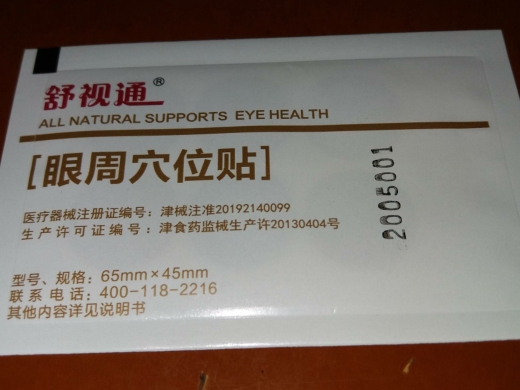 舒视通®
ALL NATURAL SUPPORTS EYE HEALTH
[眼周穴位贴]
医疗器械注册证编号：津械注准20192140099
生产许可证编号：津食药监械生产许20130404号
2005001
型号、规格：65mm×45mm
联系电话：400-118-2216
其他内容详见说明书